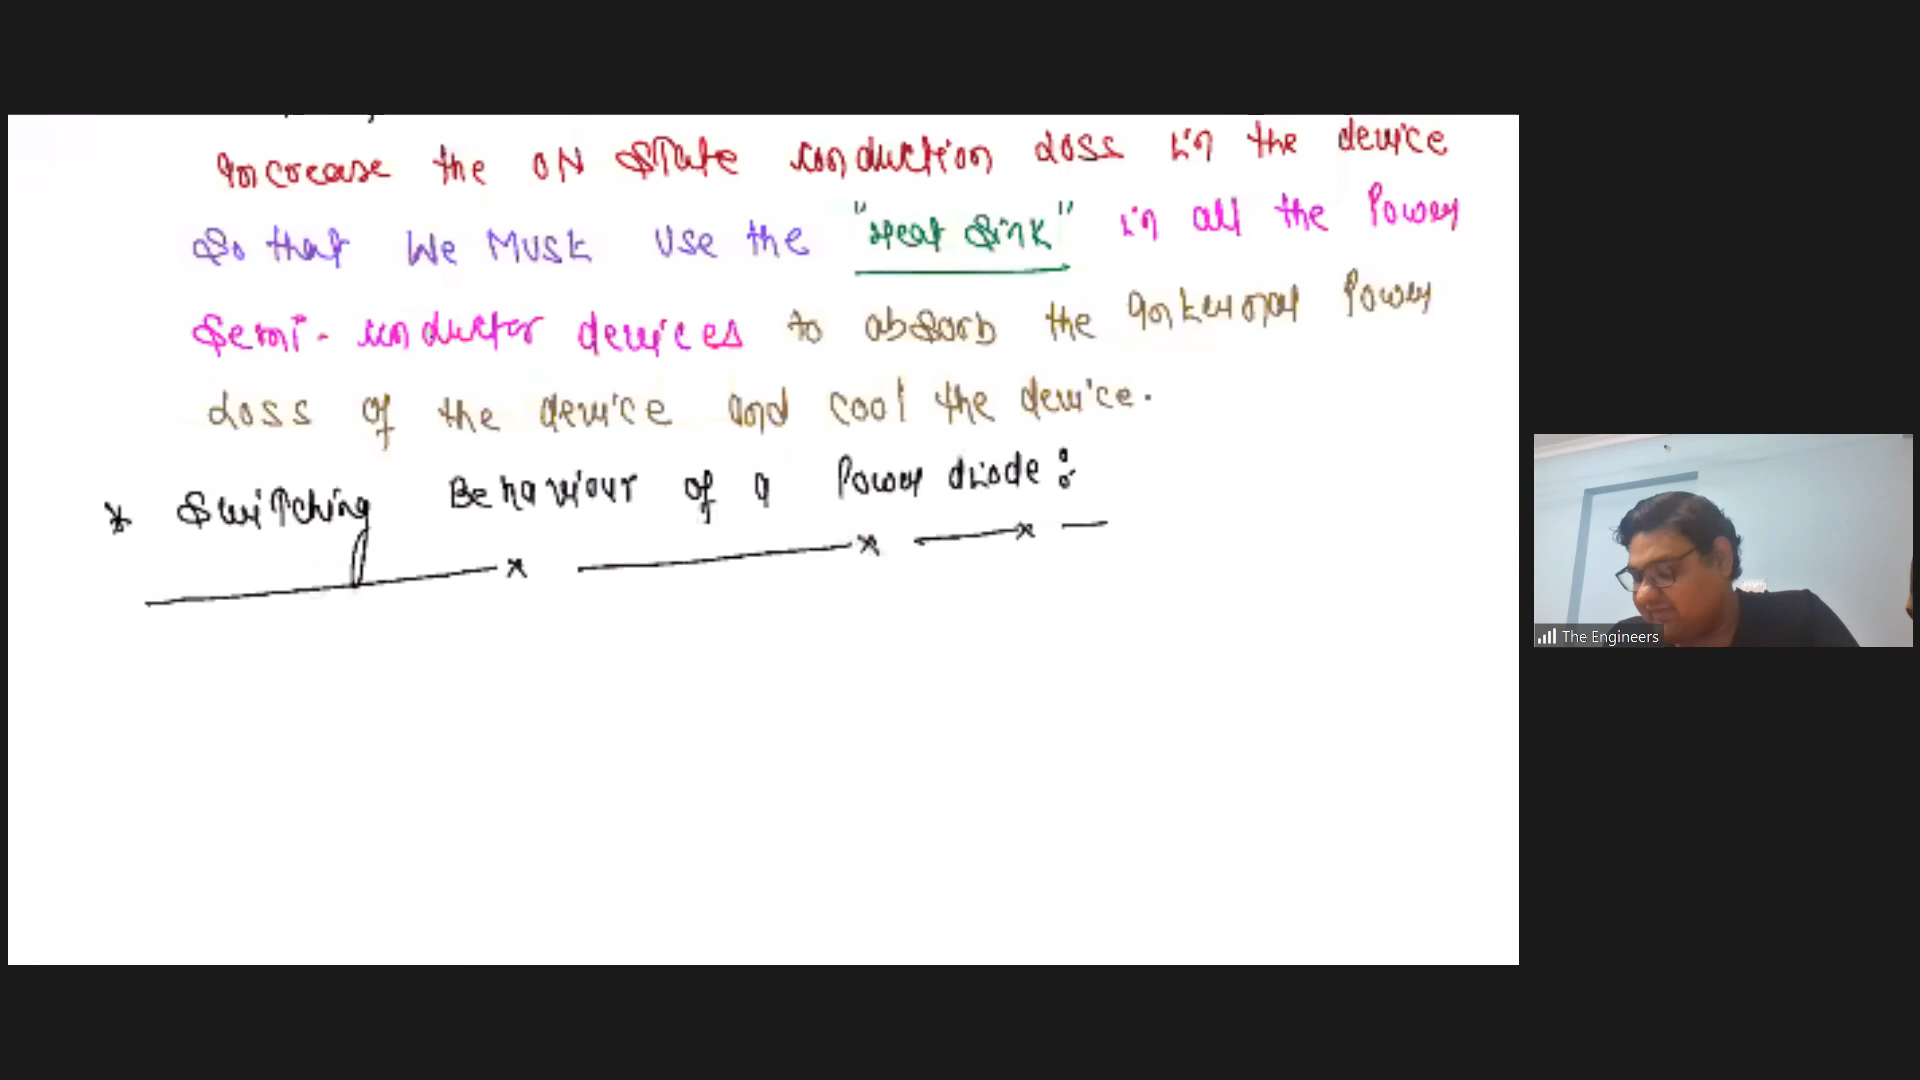 Increase the ON State conduction Loss in the device
So that We Must Use the "Heat Sink" in all the Power
Semi-conductor devices to absorb the Internal Power
Loss of the device and cool the device.
* Switching Behaviour of a Power diode:
The Engineers